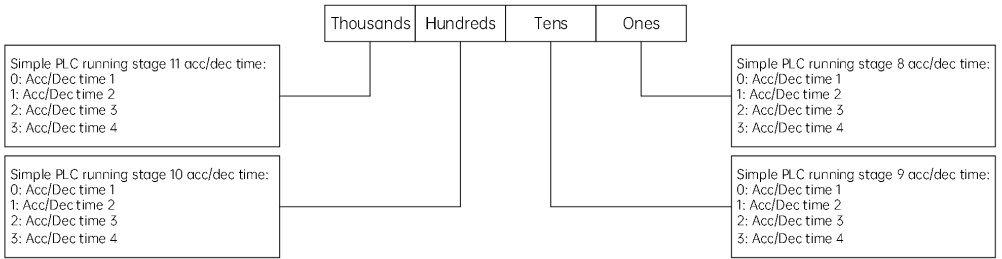 Thousands Hundreds Tens Ones
Simple PLC running stage 11 acc/dec time:
0: Acc/Dec time 1
1: Acc/Dec time 2
2: Acc/Dec time 3
3: Acc/Dec time 4
Simple PLC running stage 8 acc/dec time:
0: Acc/Dec time 1
1: Acc/Dec time 2
2: Acc/Dec time 3
3: Acc/Dec time 4
Simple PLC running stage 10 acc/dec time:
0: Acc/Dec time 1
1: Acc/Dec time 2
2: Acc/Dec time 3
3: Acc/Dec time 4
Simple PLC running stage 9 acc/dec time:
0: Acc/Dec time 1
1: Acc/Dec time 2
2: Acc/Dec time 3
3: Acc/Dec time 4